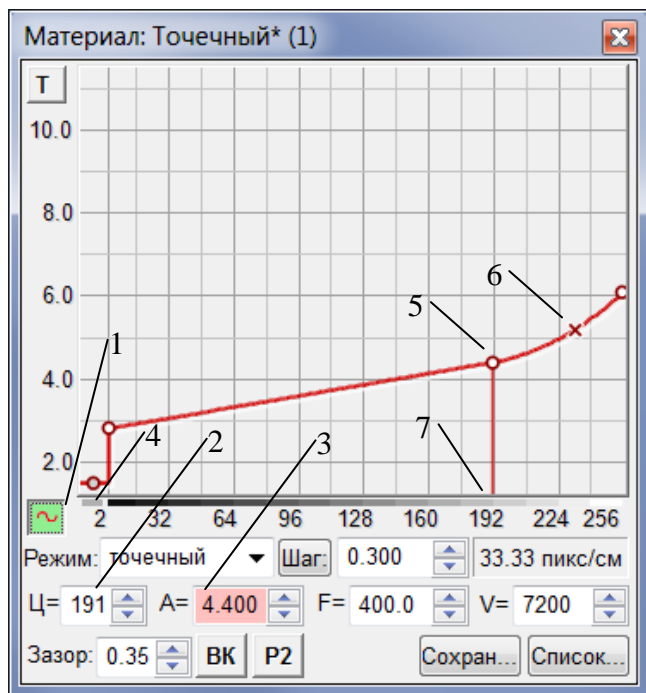 Материал: Точечный* (1)
T
10.0
8.0
6.0
4.0
2.0
1
4
2
3
5
6
7
2 32 64 96 128 160 192 224 256
Режим: точечный Шаг: 0.300 33.33 пикс/см
Ц= 191 A= 4.400 F= 400.0 V= 7200
Зазор: 0.35 ВК P2 Сохран... Список...